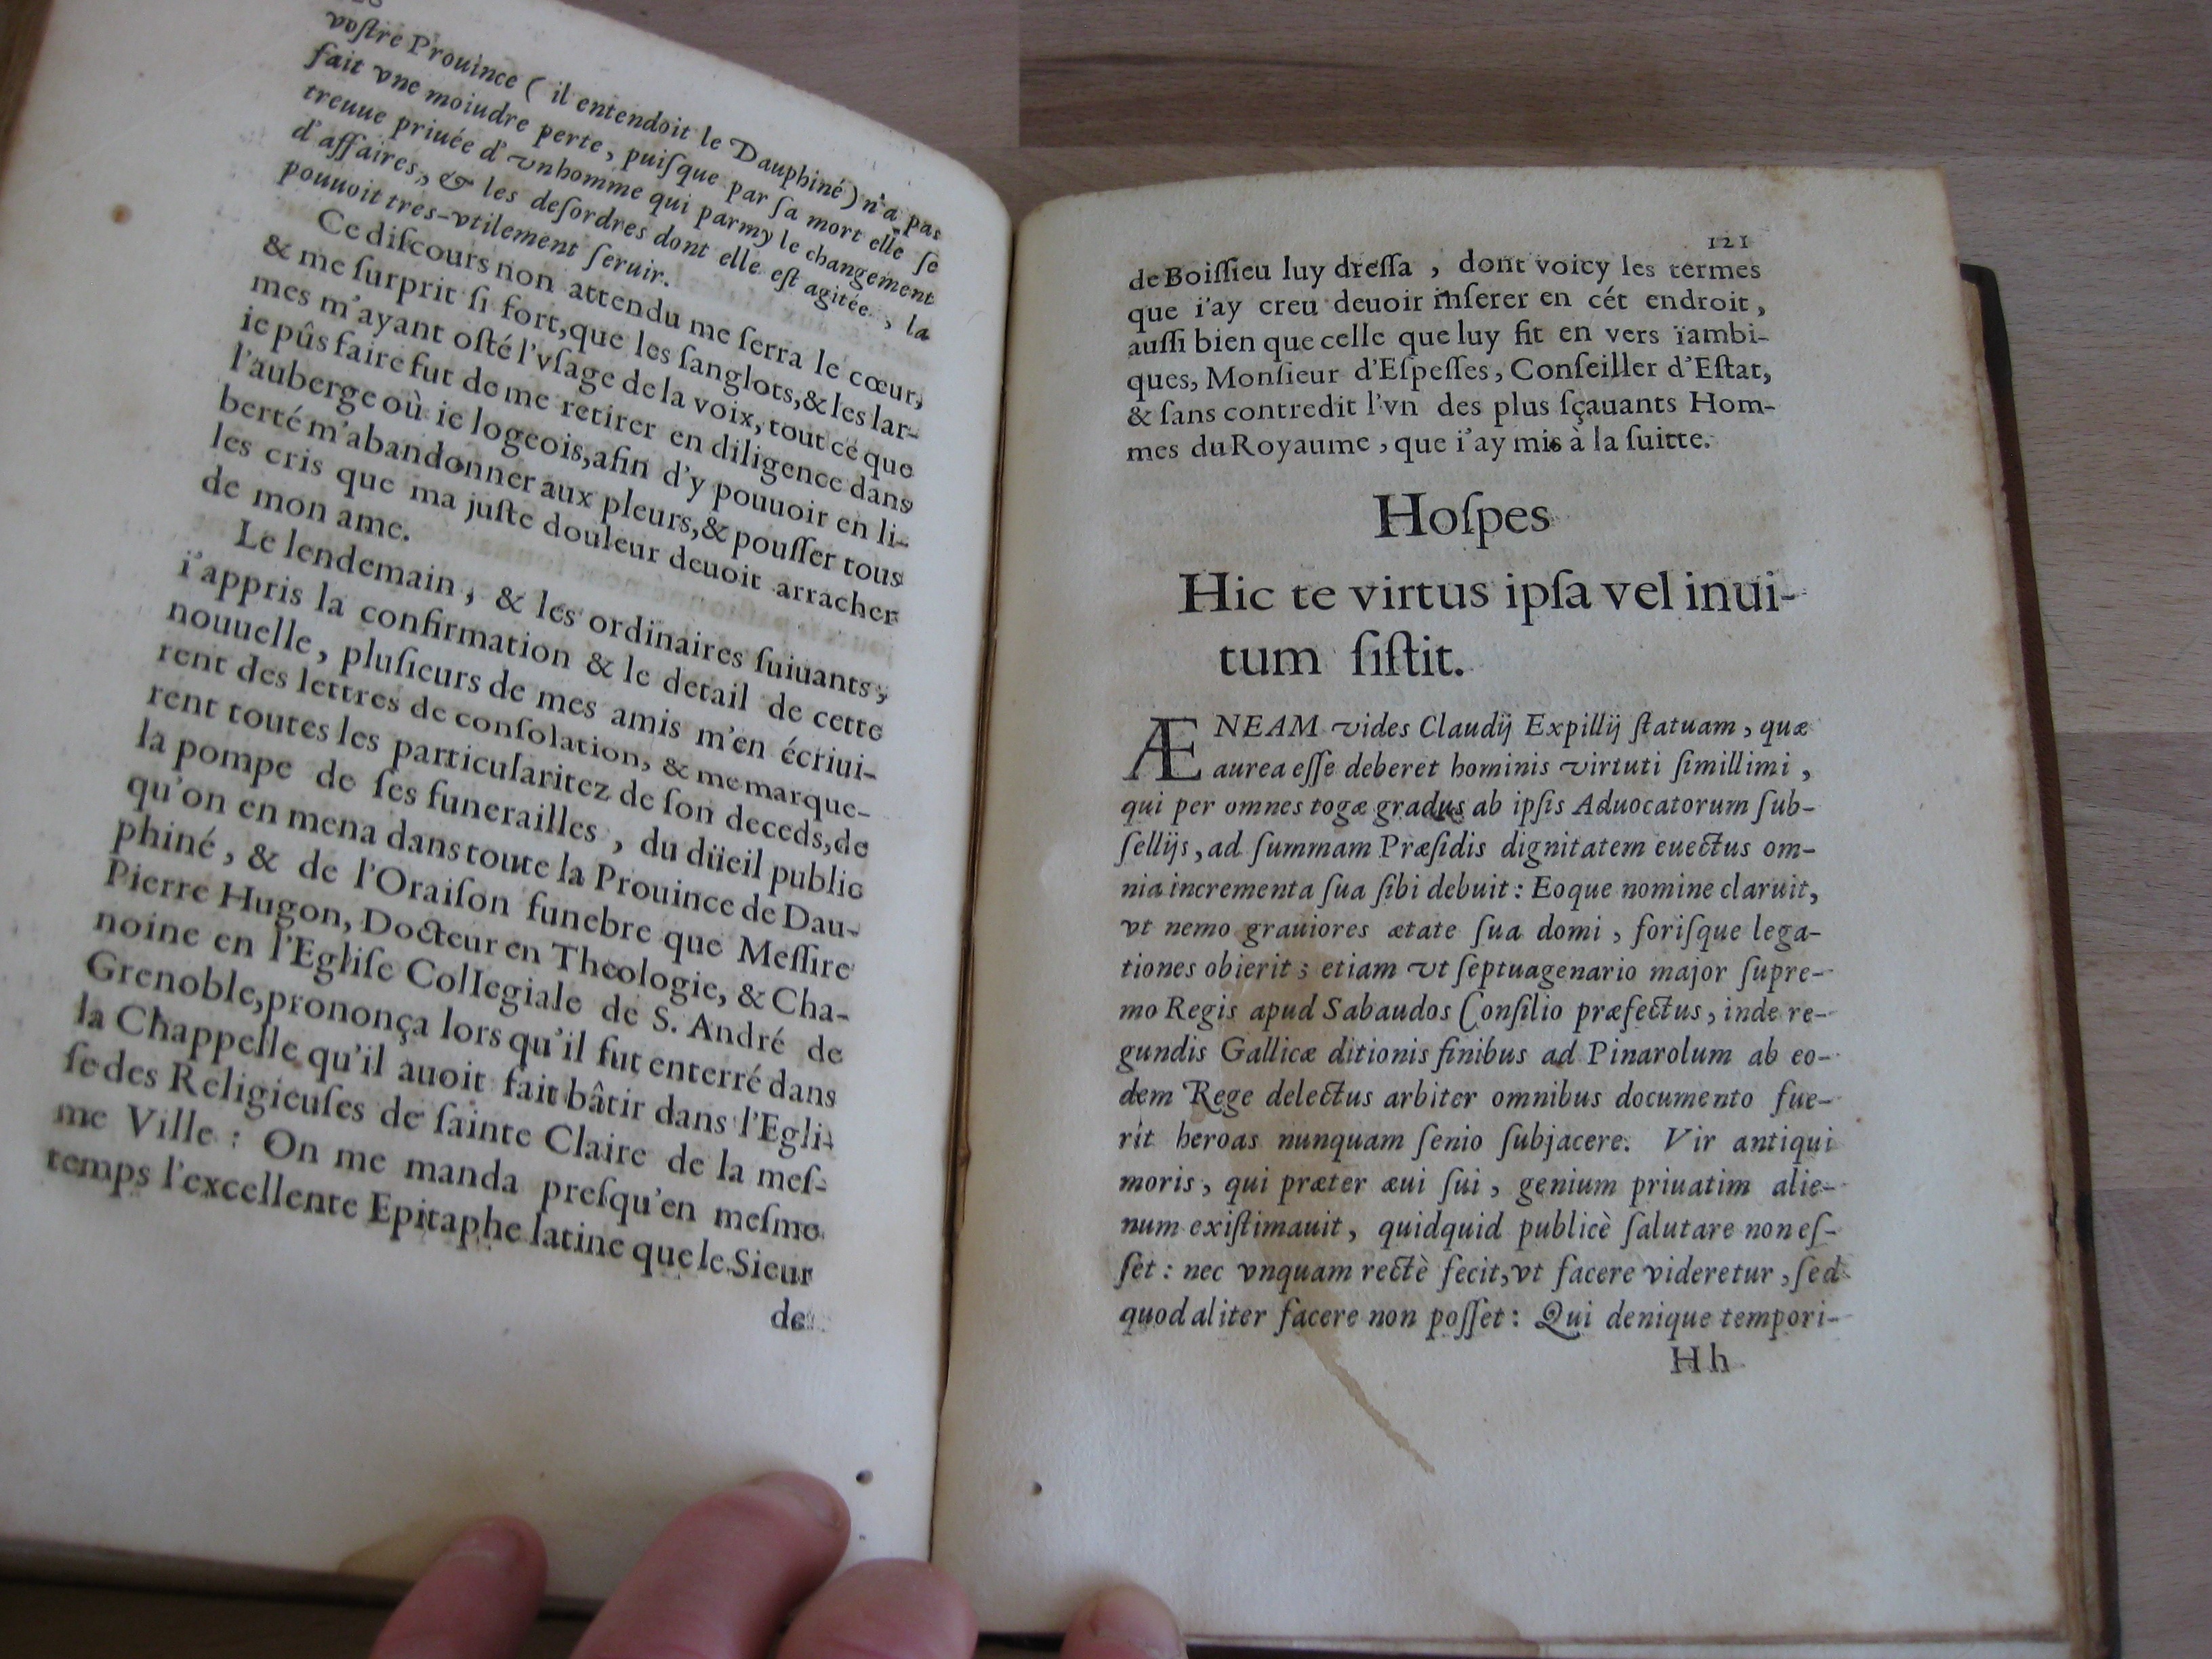 voſtre Prouince ( il entendoit le Dauphiné ) n'a pas
fait vne moiudre perte, puiſque par ſa mort elle ſe
treuue priuée d'vnhomme qui parmy le changement
d'affaires, & les deſordres dont elle eſt agitée, la
pouuoit tres-vtilement ſeruir.
Ce diſcours non attendu me ſerra le cœur,
& me ſurprit ſi fort, que les ſanglots, & les lar-
mes m'ayant oſté l'vſage de la voix, tout ce que
ie pûs faire fut de me retirer en diligence dans
l'auberge où ie logeois, afin d'y pouuoir en li-
berté m'abandonner aux pleurs, & pouſſer tous
les cris que ma juſte douleur deuoit arracher
de mon ame.
Le lendemain, & les ordinaires ſuiuants,
i'appris la confirmation & le detail de cette
nouuelle, pluſieurs de mes amis m'en écriui-
rent des lettres de conſolation, & me marque-
rent toutes les particularitez de ſon deceds, de
la pompe de ſes funerailles, du düeil public
qu'on en mena dans toute la Prouince de Dau-
phiné, & de l'Oraiſon funebre que Meſſire
Pierre Hugon, Docteur en Theologie, & Cha-
noine en l'Egliſe Collegiale de S. André de
Grenoble, prononça lors qu'il fut enterré dans
la Chappelle qu'il auoit fait bâtir dans l'Egli-
ſe des Religieuſes de ſainte Claire de la meſ-
me Ville : On me manda preſqu'en meſme
temps l'excellente Epitaphe latine que le Sieur
de
121
de Boiſſieu luy dreſſa, dont voicy les termes
que i'ay creu deuoir inſerer en cét endroit,
auſſi bien que celle que luy fit en vers ïambi-
ques, Monſieur d'Eſpeſſes, Conſeiller d'Eſtat,
& ſans contredit l'vn des plus ſçauants Hom-
mes du Royaume, que i'ay mis à la ſuitte.
Hoſpes
Hic te virtus ipſa vel inui-
tum ſiſtit.
ÆNEAM vides Claudij Expillij ſtatuam, quæ
aurea eſſe deberet hominis virtuti ſimillimi,
qui per omnes togæ gradus ab ipſis Aduocatorum ſub-
ſellijs, ad ſummam Præſidis dignitatem euectus om-
nia incrementa ſua ſibi debuit : Eoque nomine claruit,
vt nemo grauiores ætate ſua domi, foriſque lega-
tiones obierit ; etiam vt ſeptuagenario major ſupre-
mo Regis apud Sabaudos Conſilio præfectus, inde re-
gundis Gallicæ ditionis finibus ad Pinarolum ab eo-
dem Rege delectus arbiter omnibus documento fue-
rit heroas nunquam ſenio ſubjacere. Vir antiqui
moris, qui præter æui ſui, genium priuatim alie-
num exiſtimauit, quidquid publicè ſalutare non eſ-
ſet : nec vnquam rectè fecit, vt facere videretur, ſed
quod aliter facere non poſſet : Qui denique tempori-
Hh